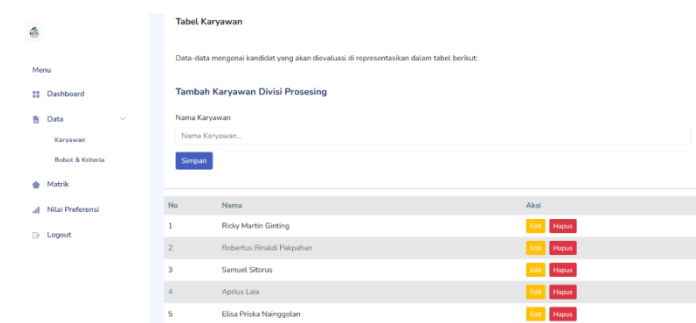 Menu
Dashboard
Data
Karyawan
Bobot & Kriteria
Matrik
Nilai Preferensi
Logout
Tabel Karyawan
Data-data mengenai kandidat yang akan dievaluasi di representasikan dalam tabel berikut:
Tambah Karyawan Divisi Prosesing
Nama Karyawan
Nama Karyawan...
Simpan
No Nama Aksi
1 Ricky Martin Ginting Edit Hapus
2 Robertus Rinaldi Pakpahan Edit Hapus
3 Samuel Sitorus Edit Hapus
4 Aprius Laia Edit Hapus
5 Elisa Priska Nainggolan Edit Hapus